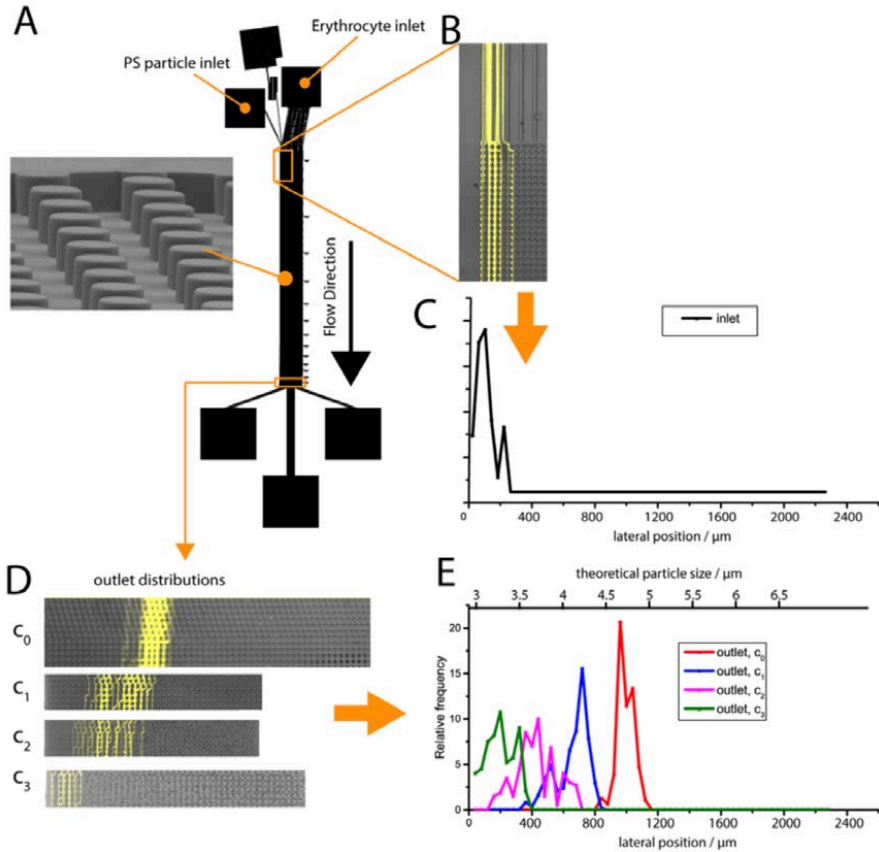 A
Erythrocyte inlet
PS particle inlet
B
Flow Direction
C
inlet
0 400 1200 1800 2400
lateral position / µm
D
outlet distributions
C0
C1
C2
C3
E
theoretical particle size / µm
3 3.5 4 4.5 5 5.5 6 6.5
Relative frequency
20
15
10
5
0
outlet, c0
outlet, c1
outlet, c2
outlet, c3
0 400 800 1200 1600 2000 2400
lateral position / µm